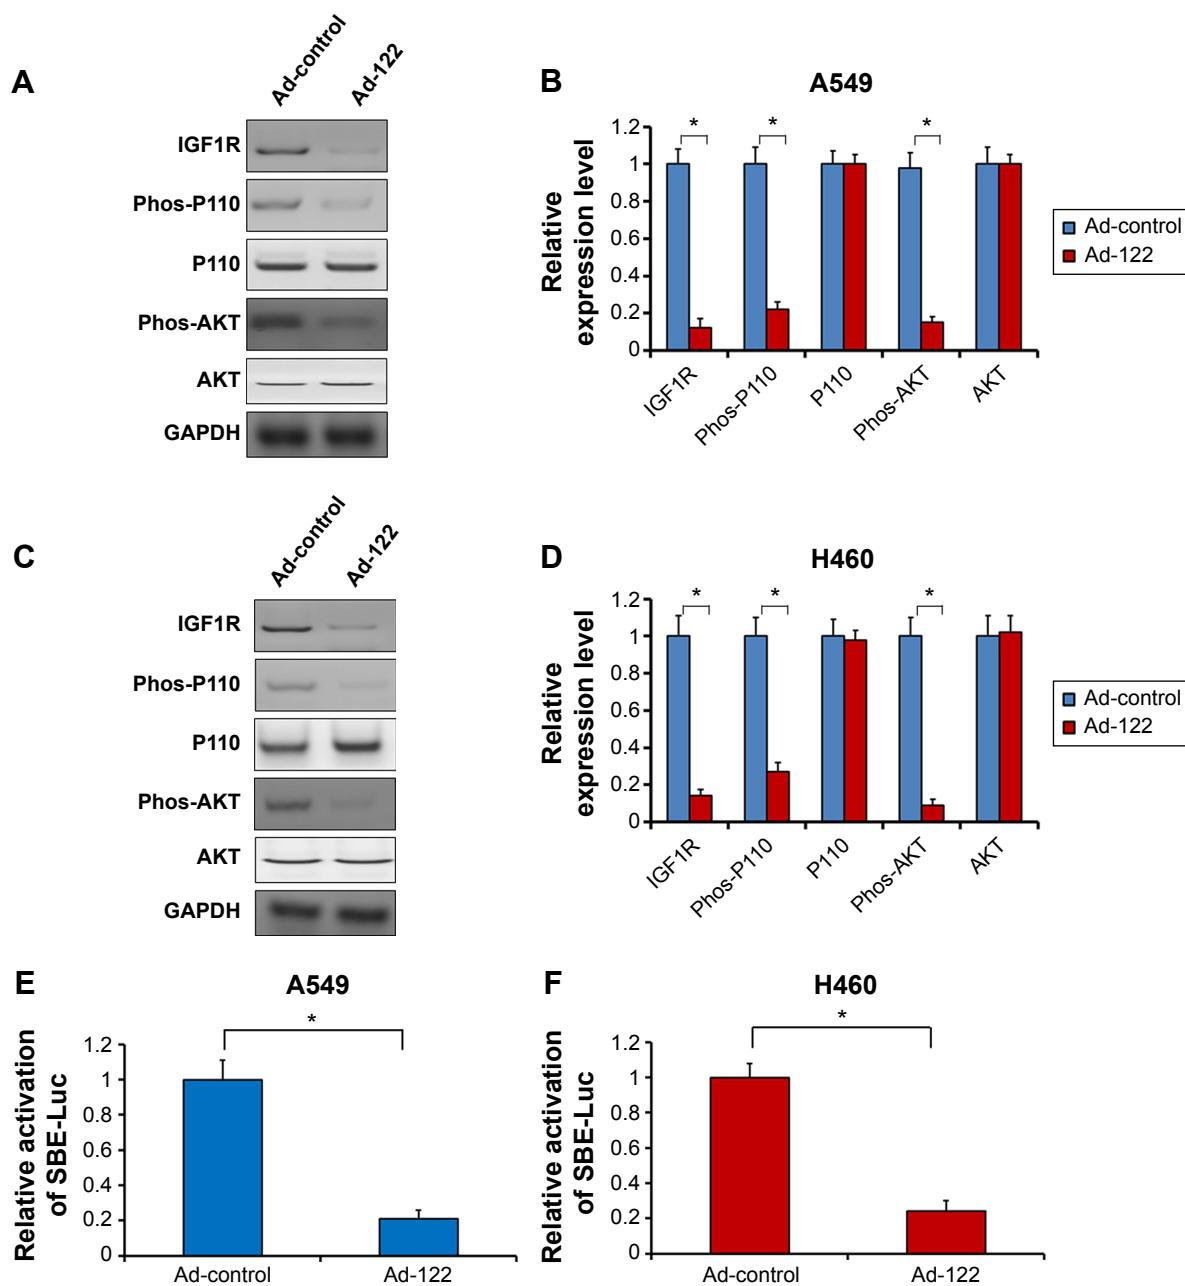 A
Ad-control
Ad-122
IGF1R
Phos-P110
P110
Phos-AKT
AKT
GAPDH
B
A549
*
*
*
Relative
expression level
1.2
1
0.8
0.6
0.4
0.2
0
IGF1R
Phos-P110
P110
Phos-AKT
AKT
Ad-control
Ad-122
C
Ad-control
Ad-122
IGF1R
Phos-P110
P110
Phos-AKT
AKT
GAPDH
D
H460
*
*
*
Relative
expression level
1.2
1
0.8
0.6
0.4
0.2
0
IGF1R
Phos-P110
P110
Phos-AKT
AKT
Ad-control
Ad-122
E
A549
*
Relative activation
of SBE-Luc
1.2
1
0.8
0.6
0.4
0.2
0
Ad-control
Ad-122
F
H460
*
Relative activation
of SBE-Luc
1.2
1
0.8
0.6
0.4
0.2
0
Ad-control
Ad-122